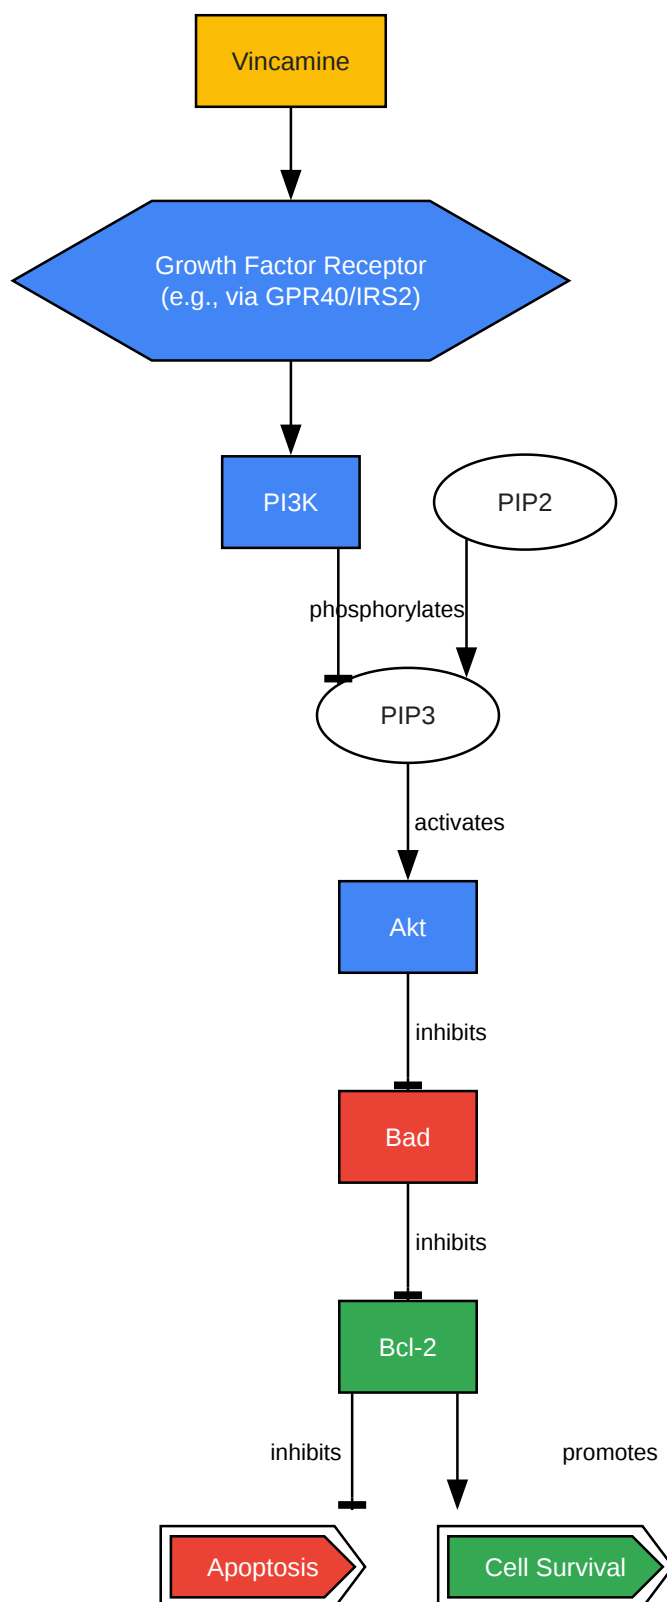 Vincamine
Growth Factor Receptor
(e.g., via GPR40/IRS2)
PI3K
PIP2
phosphorylates
PIP3
activates
Akt
inhibits
Bad
inhibits
Bcl-2
inhibits
promotes
Apoptosis
Cell Survival